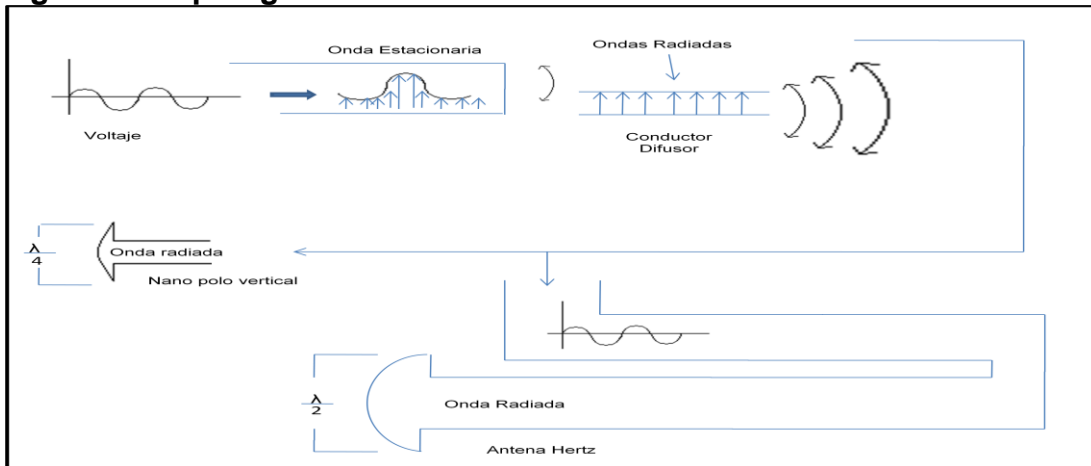 Onda Estacionaria
Ondas Radiadas
Voltaje
Conductor
Difusor
λ
4
Onda radiada
Nano polo vertical
λ
2
Onda Radiada
Antena Hertz